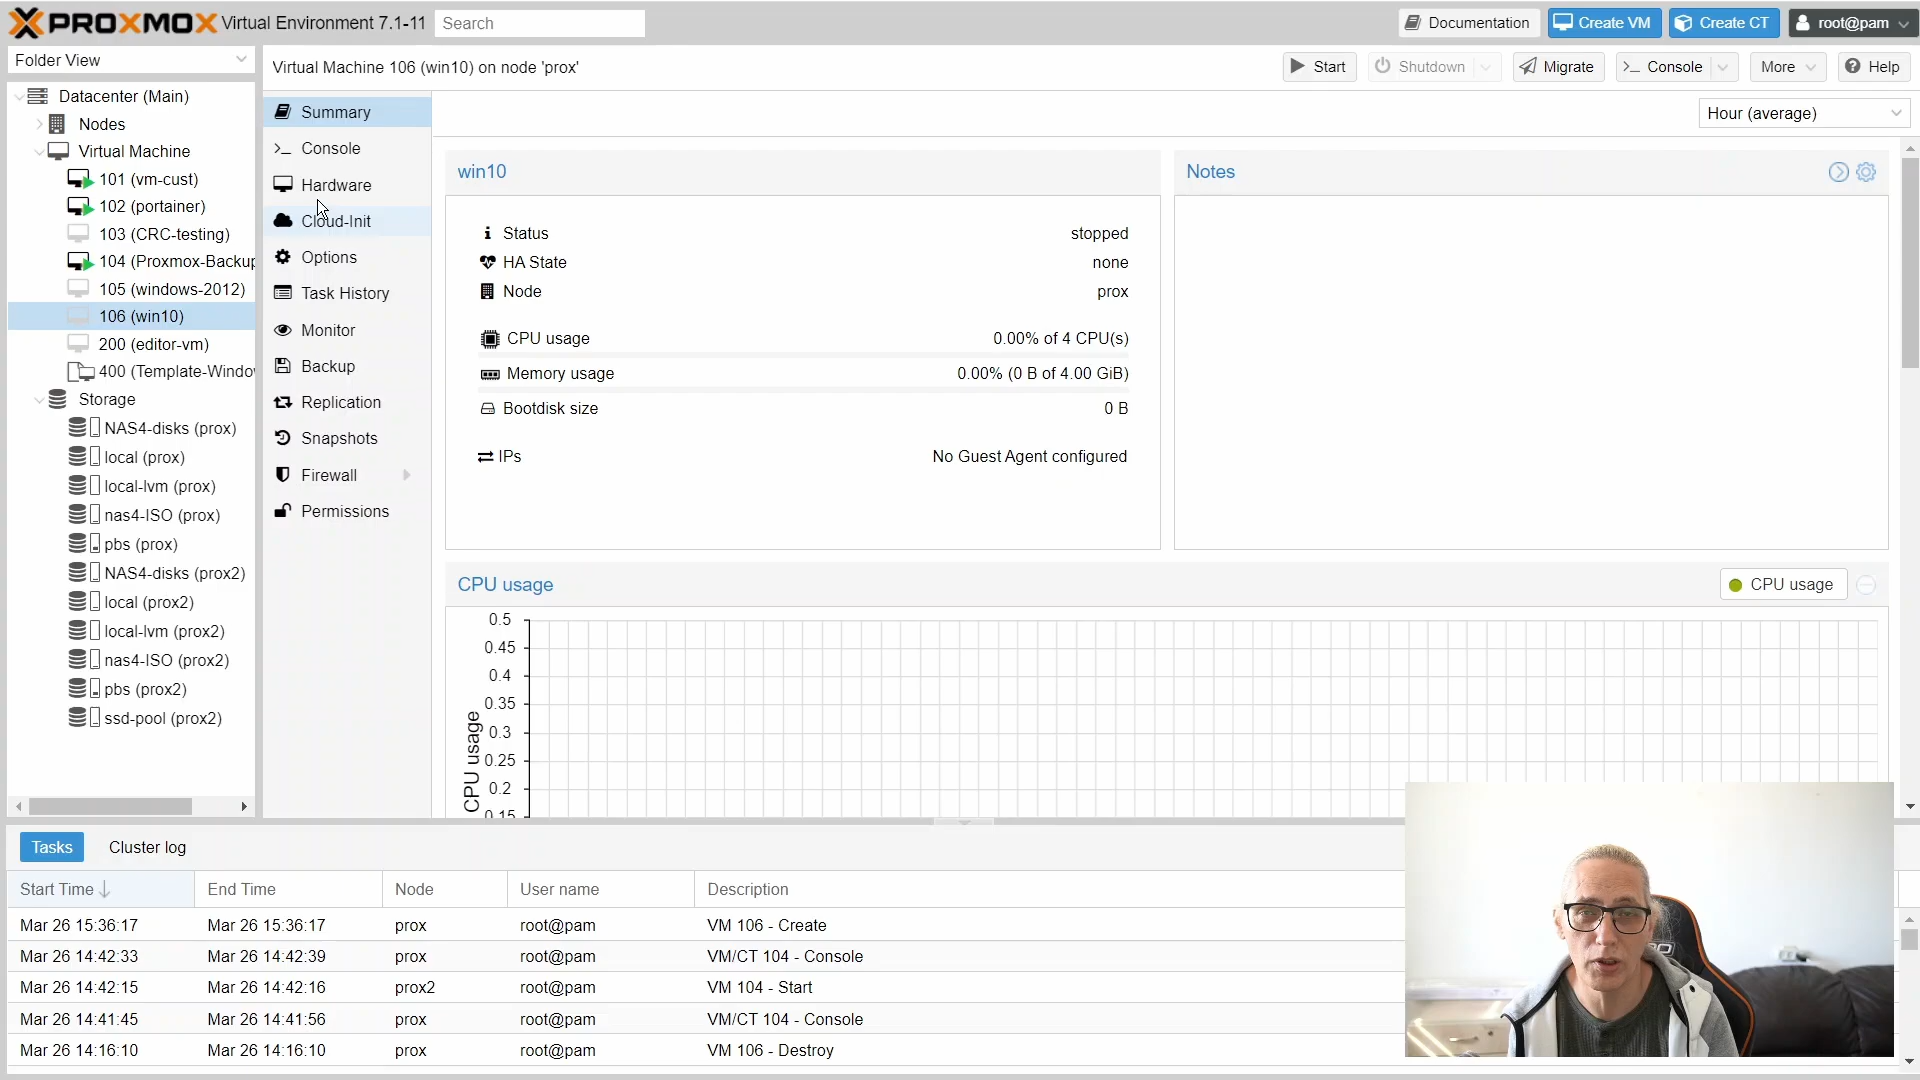 PROXMOX Virtual Environment 7.1-11
Search
Documentation
Create VM
Create CT
root@pam
Folder View
Virtual Machine 106 (win10) on node 'prox'
Start
Shutdown
Migrate
Console
More
Help
Datacenter (Main)
Nodes
Virtual Machine
101 (vm-cust)
102 (portainer)
103 (CRC-testing)
104 (Proxmox-Backup
105 (windows-2012)
106 (win10)
200 (editor-vm)
400 (Template-Windo
Storage
NAS4-disks (prox)
local (prox)
local-lvm (prox)
nas4-ISO (prox)
pbs (prox)
NAS4-disks (prox2)
local (prox2)
local-lvm (prox2)
nas4-ISO (prox2)
pbs (prox2)
ssd-pool (prox2)
Summary
Console
Hardware
Cloud-Init
Options
Task History
Monitor
Backup
Replication
Snapshots
Firewall
Permissions
Hour (average)
win10
Status stopped
HA State none
Node prox
CPU usage 0.00% of 4 CPU(s)
Memory usage 0.00% (0 B of 4.00 GiB)
Bootdisk size 0 B
IPs No Guest Agent configured
Notes
CPU usage
CPU usage
0.5
0.45
0.4
0.35
0.3
0.25
0.2
0.15
CPU usage
Tasks
Cluster log
Start Time End Time Node User name Description
Mar 26 15:36:17 Mar 26 15:36:17 prox root@pam VM 106 - Create
Mar 26 14:42:33 Mar 26 14:42:39 prox root@pam VM/CT 104 - Console
Mar 26 14:42:15 Mar 26 14:42:16 prox2 root@pam VM 104 - Start
Mar 26 14:41:45 Mar 26 14:41:56 prox root@pam VM/CT 104 - Console
Mar 26 14:16:10 Mar 26 14:16:10 prox root@pam VM 106 - Destroy